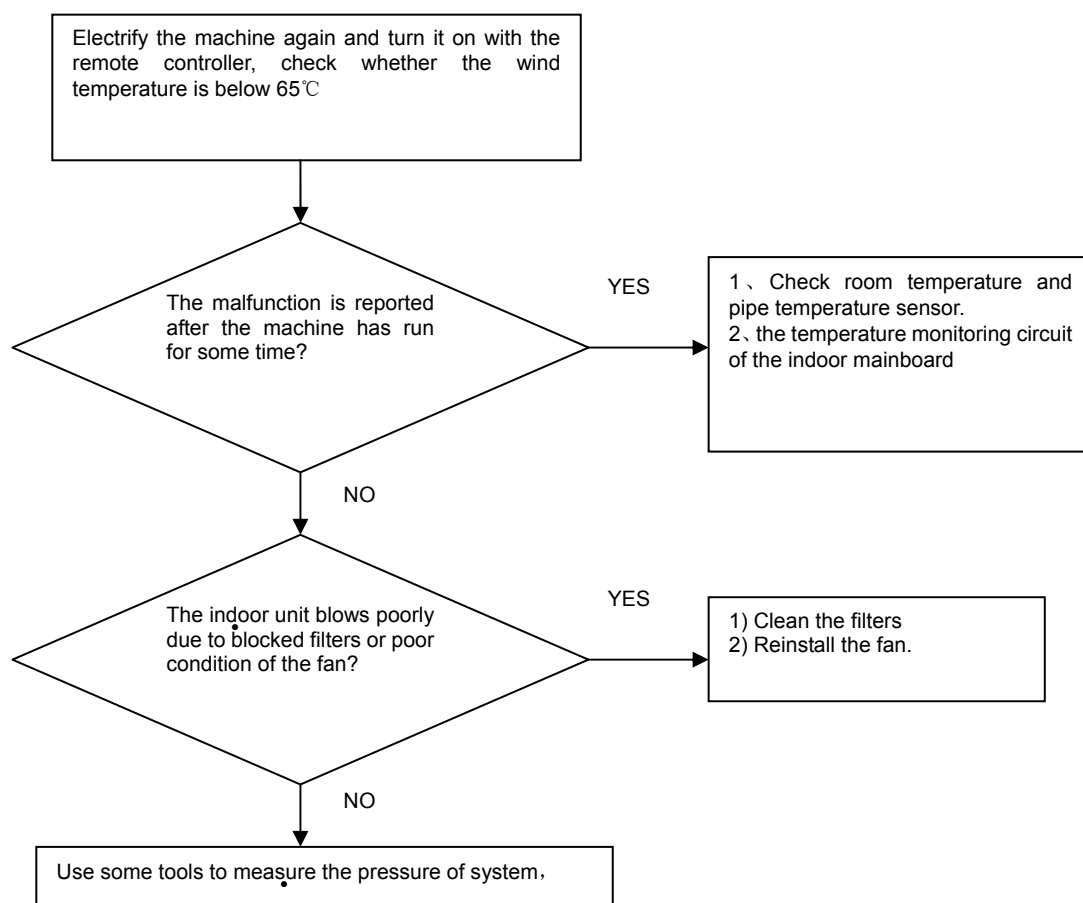 Electrify the machine again and turn it on with the
remote controller, check whether the wind
temperature is below 65℃
The malfunction is reported
after the machine has run
for some time?
YES
1、Check room temperature and
pipe temperature sensor.
2、the temperature monitoring circuit
of the indoor mainboard
NO
The indoor unit blows poorly
due to blocked filters or poor
condition of the fan?
YES
1) Clean the filters
2) Reinstall the fan.
NO
Use some tools to measure the pressure of system，